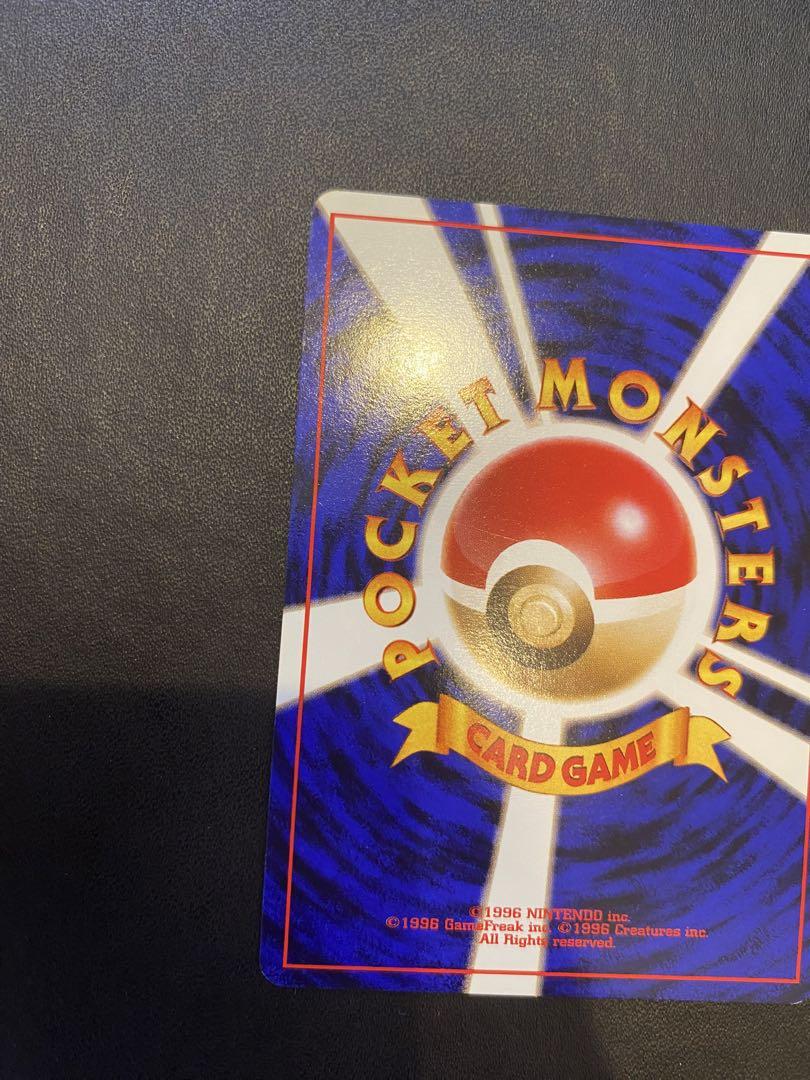 POCKET MONSTERS
CARD GAME
©1996 NINTENDO inc.
©1996 GameFreak inc. ©1996 Creatures inc.
All Rights reserved.